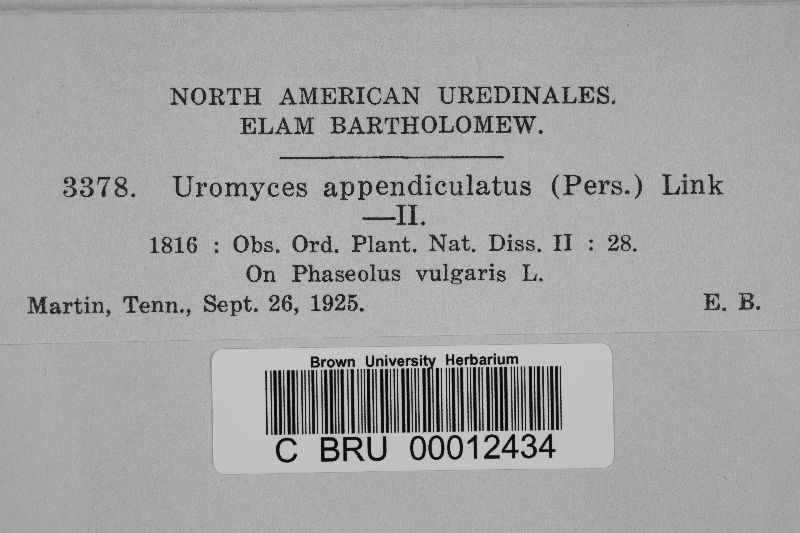 NORTH AMERICAN UREDINALES.
ELAM BARTHOLOMEW.
3378. Uromyces appendiculatus (Pers.) Link
—II.
1816 : Obs. Ord. Plant. Nat. Diss. II : 28.
On Phaseolus vulgaris L.
Martin, Tenn., Sept. 26, 1925. E. B.
Brown University Herbarium
C BRU 00012434